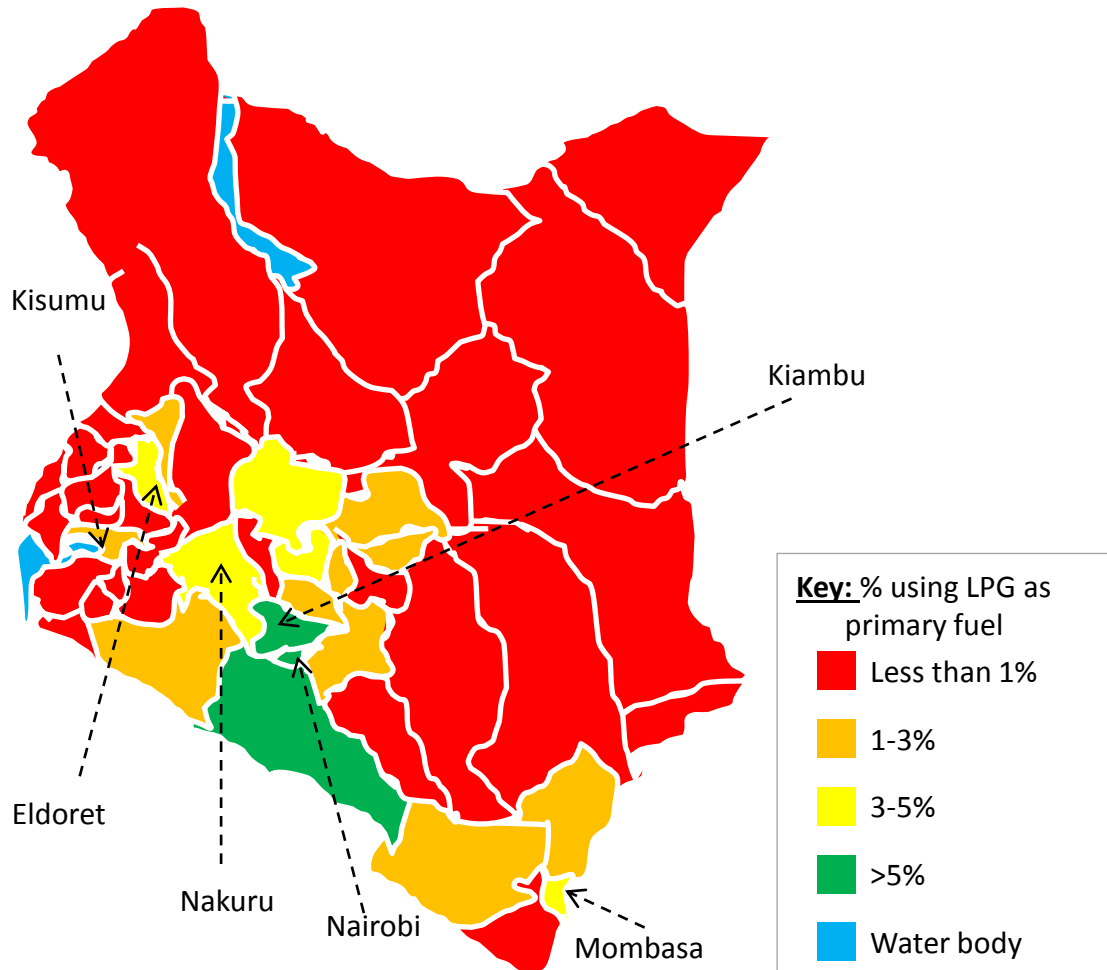 Kisumu
Kiambu
Key: % using LPG as
primary fuel
Less than 1%
1-3%
3-5%
>5%
Water body
Eldoret
Nakuru
Nairobi
Mombasa